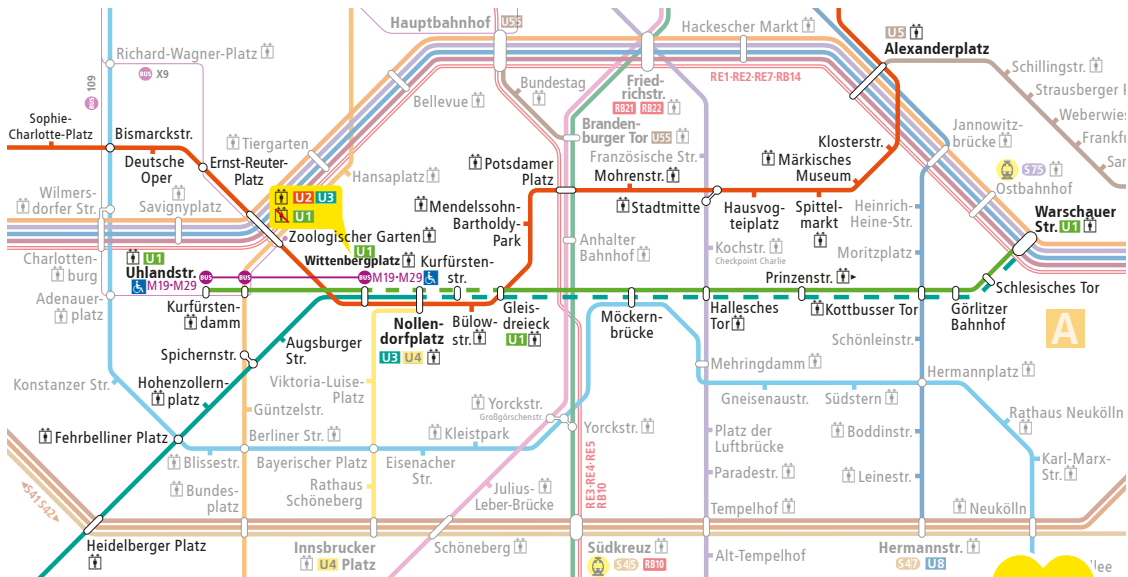 Hauptbahnhof U55
Hackescher Markt
U5
Alexanderplatz
Richard-Wagner-Platz
BUS X9
BUS 109
Bundestag
Bellevue
Fried-
richstr.
RB21 RB22
RE1·RE2·RE7·RB14
Schillingstr.
Strausberger
Weberwies
Frankfu
Sam
Sophie-
Charlotte-Platz
Bismarckstr.
Deutsche
Oper
Ernst-Reuter-
Platz
Tiergarten
Hansaplatz
Branden-
burger Tor U55
Französische Str.
Potsdamer
Platz
Mohrenstr.
Stadtmitte
Klosterstr.
Märkisches
Museum
Hausvog-
teiplatz
Spittel-
markt
Jannowitz-
brücke
S75
Ostbahnhof
Heinrich-
Heine-Str.
Moritzplatz
Warschauer
Str. U1
Wilmers-
dorfer Str.
Savignyplatz
U2 U3
U1
Zoologischer Garten
Mendelssohn-
Bartholdy-
Park
Anhalter
Bahnhof
Kochstr.
Checkpoint Charlie
Charlotten-
burg
U1
Uhlandstr.
M19·M29
BUS
BUS
Wittenbergplatz
BUS M19·M29
Kurfürsten-
str.
Prinzenstr.
Schlesisches Tor
Adenauer-
platz
Kurfürsten-
damm
Nollen-
dorfplatz
U3 U4
Bülow-
str.
Gleis-
dreieck
U1
Möckern-
brücke
Hallesches
Tor
Kottbusser Tor
Görlitzer
Bahnhof
A
Spichernstr.
Augsburger
Str.
Schönleinstr.
Konstanzer Str.
Hohenzollern-
platz
Viktoria-Luise-
Platz
Mehringdamm
Gneisenaustr.
Südstern
Hermannplatz
Güntzelstr.
Yorckstr.
Großgörschenstr.
Yorckstr.
Rathaus Neukölln
Fehrbelliner Platz
Berliner Str.
Kleistpark
Platz der
Luftbrücke
Boddinstr.
Blissestr.
Bayerischer Platz
Eisenacher
Str.
RE3·RE4·RE5
RB10
Paradestr.
Leinestr.
Karl-Marx-
Str.
S41 S42
Bundes-
platz
Rathaus
Schöneberg
Julius-
Leber-Brücke
Tempelhof
Neukölln
Heidelberger Platz
Innsbrucker
U4 Platz
Schöneberg
Südkreuz
S45 RB10
Alt-Tempelhof
Hermannstr.
S47 U8
llee